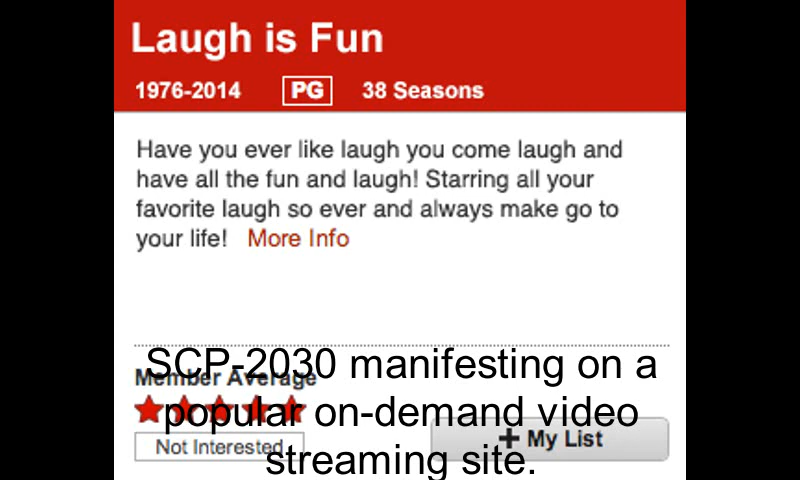 Laugh is Fun
1976-2014 PG 38 Seasons
Have you ever like laugh you come laugh and
have all the fun and laugh! Starring all your
favorite laugh so ever and always make go to
your life! More Info
Member Average
Not Interested
+ My List
SCP-2030 manifesting on a
popular on-demand video
streaming site.